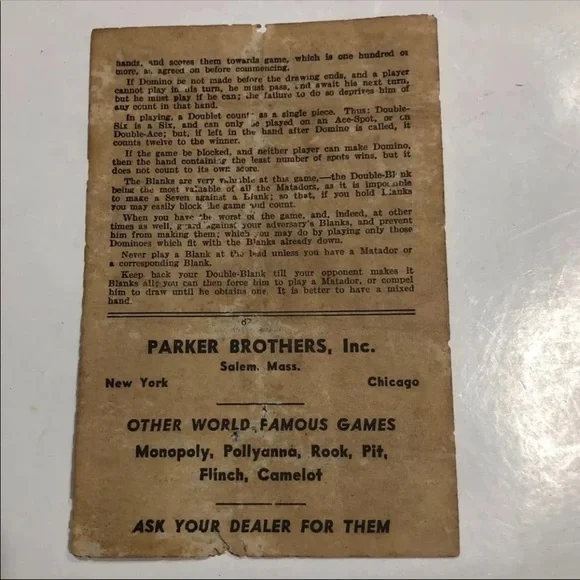 hands, and scores them towards game, which is one hundred or
more, as agreed on before commencing.
If Domino be not made before the drawing ends, and a player
cannot play in his turn, he must pass, and await his next turn,
but he must play if he can; the failure to do so deprives him of
any count in that hand.
In playing, a Doublet counts as a single piece. Thus: Double-
Six is a Six, and can only be played on an Ace-Spot, or on
Double-Ace; but, if left in the hand after Domino is called, it
counts twelve to the winner.
If the game be blocked, and neither player can make Domino,
then the hand containing the least number of spots wins, but it
does not count to its own score.
The Blanks are very valuable at this game,—the Double-Blank
being the most valuable of all the Matadors, as it is impossible
to make a Seven against a Blank; so that, if you hold Blanks
you may easily block the game and count.
When you have the worst of the game, and, indeed, at other
times as well, guard against your adversary's Blanks, and prevent
him from making them; which you may do by playing only those
Dominoes which fit with the Blanks already down.
Never play a Blank at the lead unless you have a Matador or
a corresponding Blank.
Keep back your Double-Blank till your opponent makes it
Blanks all; you can then force him to play a Matador, or compel
him to draw until he obtains one. It is better to have a mixed
hand.
PARKER BROTHERS, Inc.
Salem, Mass.
New York Chicago
OTHER WORLD FAMOUS GAMES
Monopoly, Pollyanna, Rook, Pit,
Flinch, Camelot
ASK YOUR DEALER FOR THEM